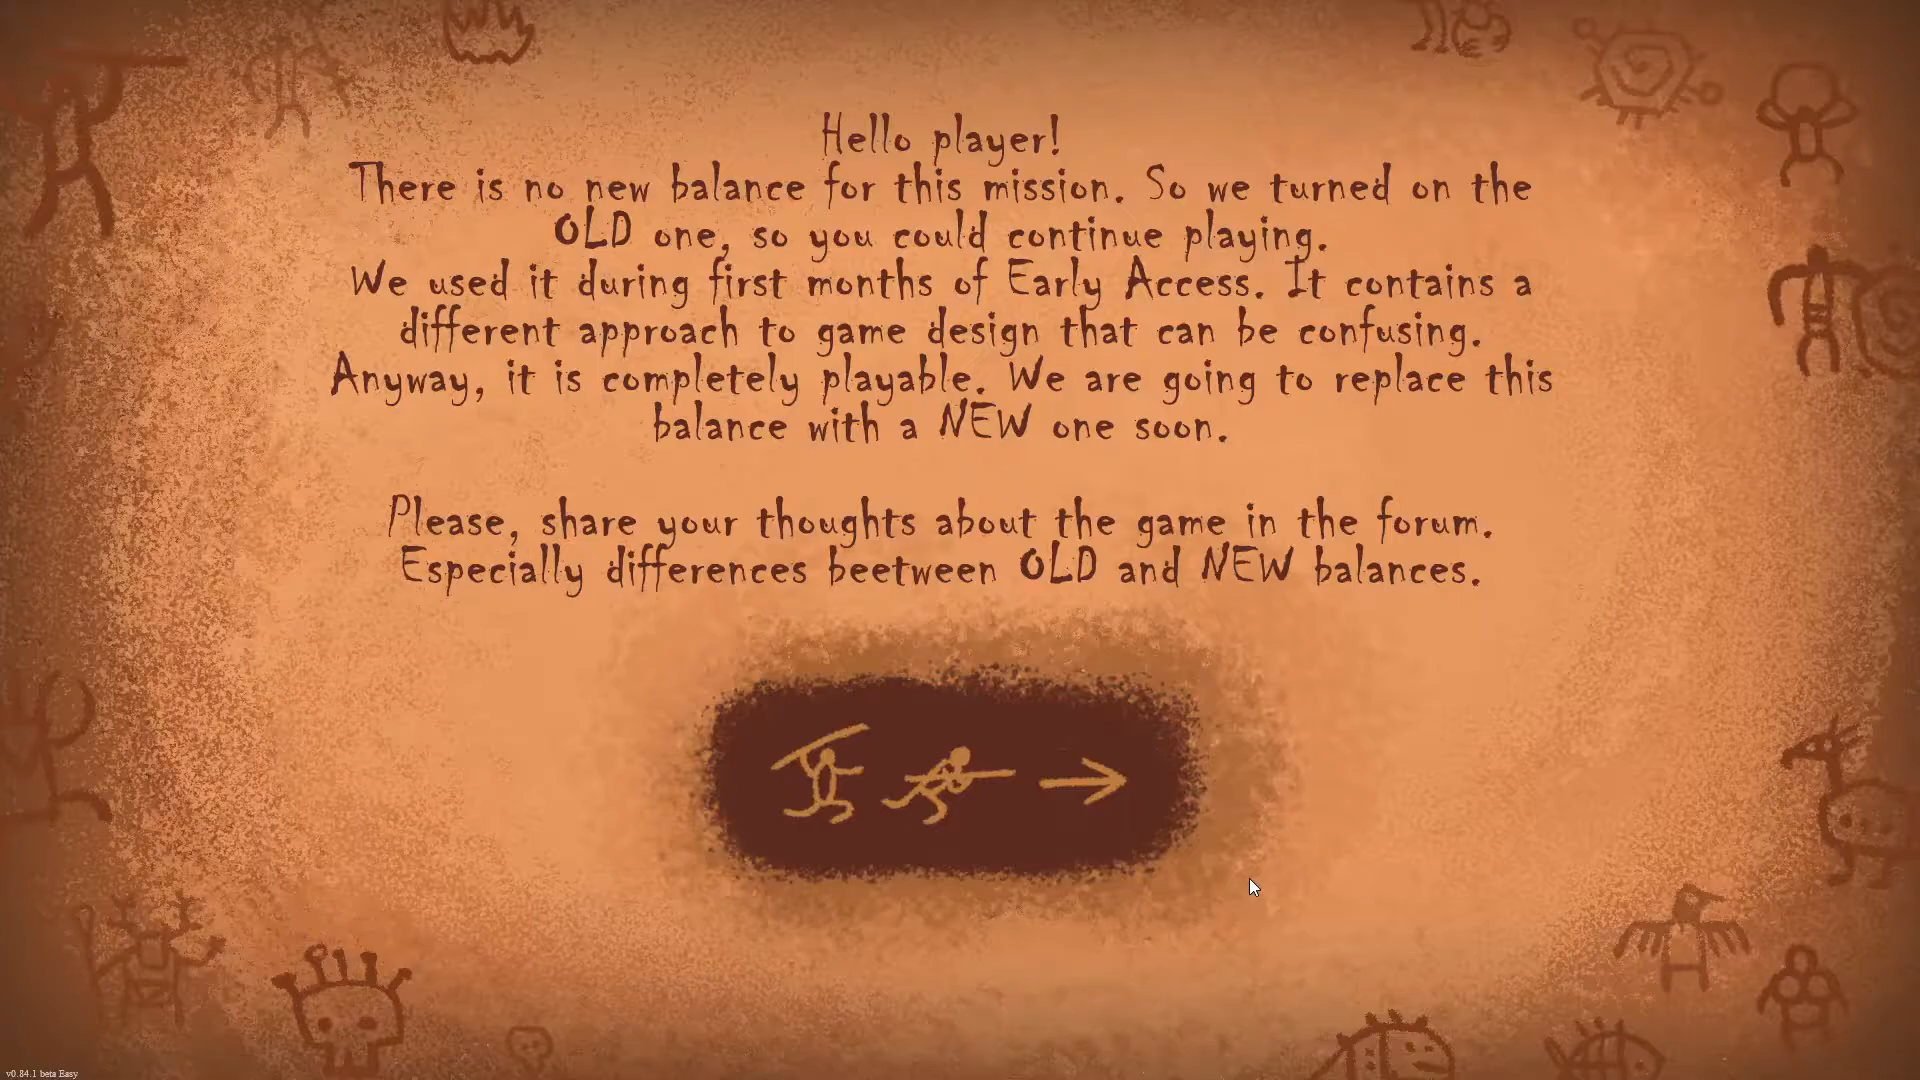 Hello player!
There is no new balance for this mission. So we turned on the
OLD one, so you could continue playing.
We used it during first months of Early Access. It contains a
different approach to game design that can be confusing.
Anyway, it is completely playable. We are going to replace this
balance with a NEW one soon.
Please, share your thoughts about the game in the forum.
Especially differences beetween OLD and NEW balances.
v0.84.1 beta Easy